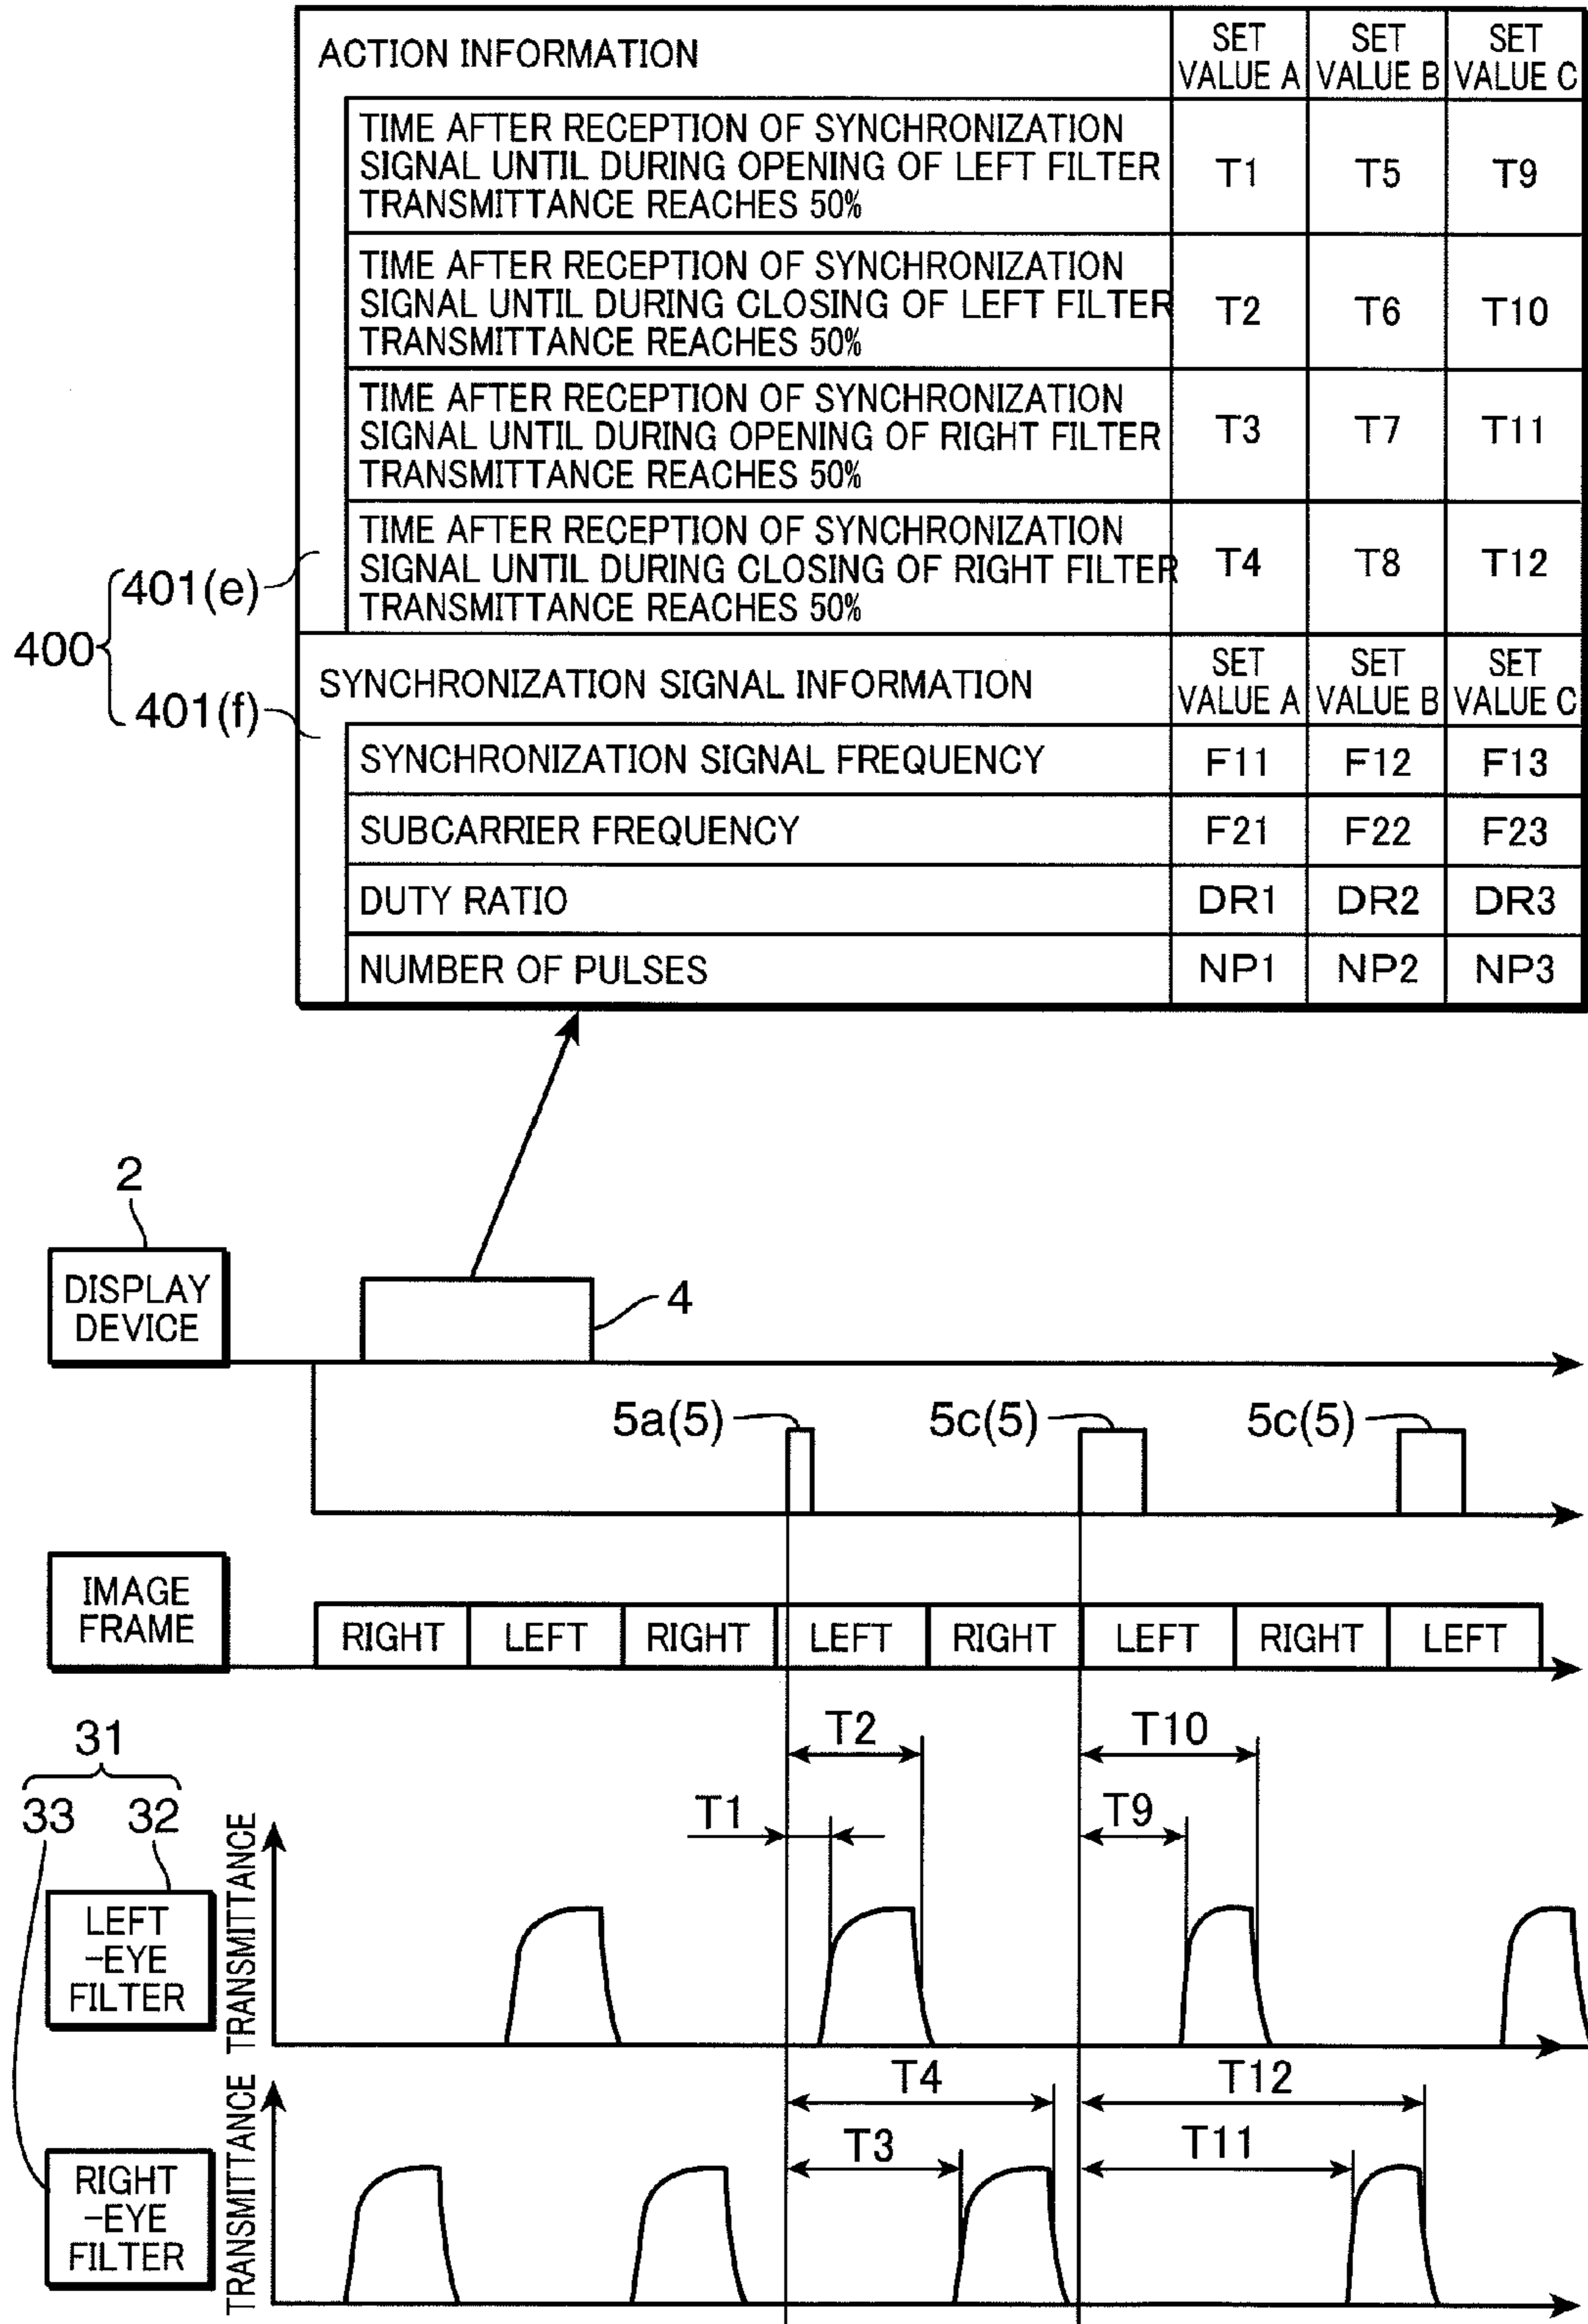 ACTION INFORMATION
SET VALUE A
SET VALUE B
SET VALUE C
TIME AFTER RECEPTION OF SYNCHRONIZATION
SIGNAL UNTIL DURING OPENING OF LEFT FILTER
TRANSMITTANCE REACHES 50%
T1
T5
T9
TIME AFTER RECEPTION OF SYNCHRONIZATION
SIGNAL UNTIL DURING CLOSING OF LEFT FILTER
TRANSMITTANCE REACHES 50%
T2
T6
T10
TIME AFTER RECEPTION OF SYNCHRONIZATION
SIGNAL UNTIL DURING OPENING OF RIGHT FILTER
TRANSMITTANCE REACHES 50%
T3
T7
T11
TIME AFTER RECEPTION OF SYNCHRONIZATION
SIGNAL UNTIL DURING CLOSING OF RIGHT FILTER
TRANSMITTANCE REACHES 50%
T4
T8
T12
400
401(e)
401(f)
SYNCHRONIZATION SIGNAL INFORMATION
SET VALUE A
SET VALUE B
SET VALUE C
SYNCHRONIZATION SIGNAL FREQUENCY
F11
F12
F13
SUBCARRIER FREQUENCY
F21
F22
F23
DUTY RATIO
DR1
DR2
DR3
NUMBER OF PULSES
NP1
NP2
NP3
2
DISPLAY
DEVICE
4
5a(5)
5c(5)
5c(5)
IMAGE
FRAME
RIGHT
LEFT
RIGHT
LEFT
RIGHT
LEFT
RIGHT
LEFT
31
33
32
T2
T10
T1
T9
LEFT
-EYE
FILTER
TRANSMITTANCE
T4
T12
T3
T11
RIGHT
-EYE
FILTER
TRANSMITTANCE